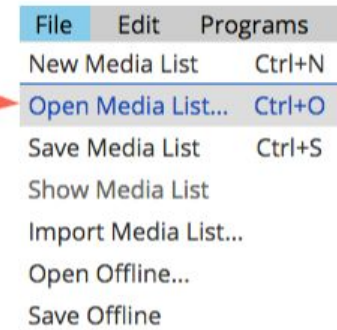 File Edit Programs
New Media List Ctrl+N
Open Media List... Ctrl+O
Save Media List Ctrl+S
Show Media List
Import Media List...
Open Offline...
Save Offline